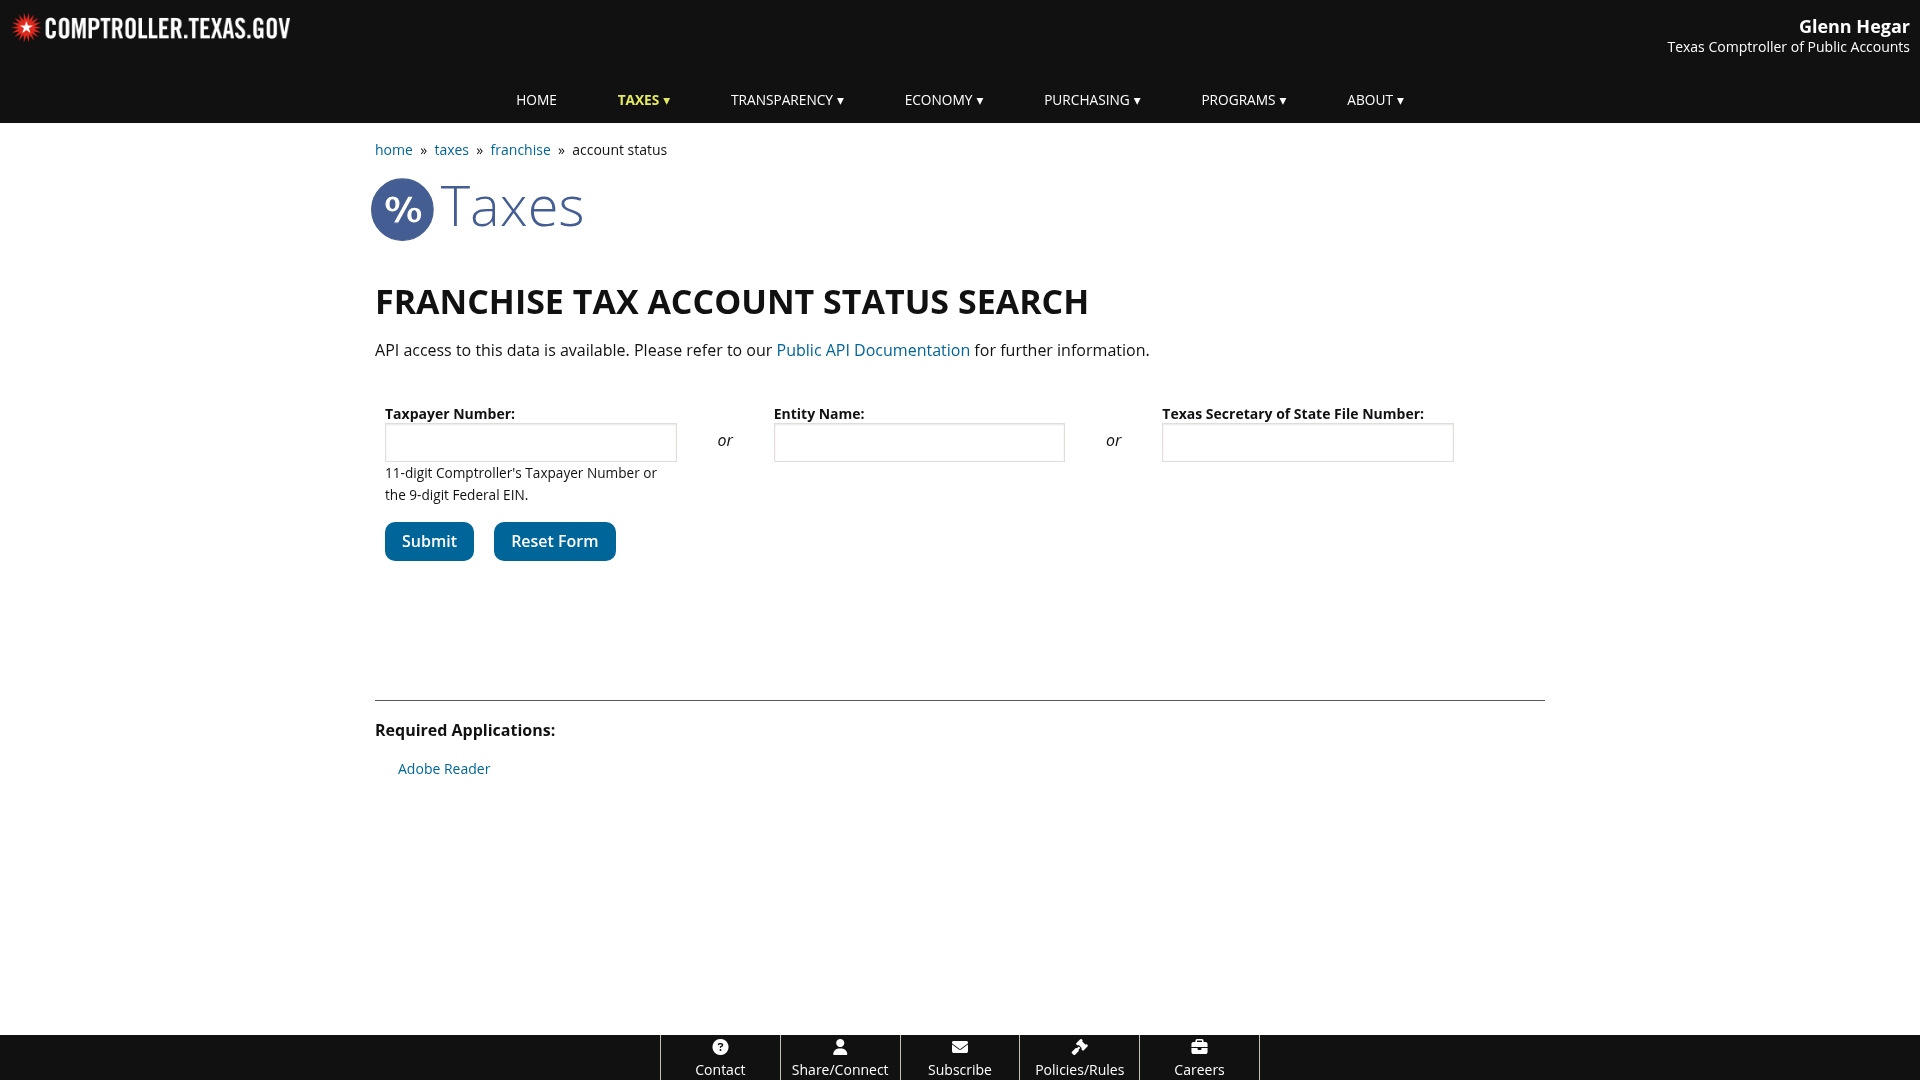 COMPTROLLER.TEXAS.GOV
Glenn Hegar
Texas Comptroller of Public Accounts
HOME TAXES ▾ TRANSPARENCY ▾ ECONOMY ▾ PURCHASING ▾ PROGRAMS ▾ ABOUT ▾
home » taxes » franchise » account status
% Taxes
FRANCHISE TAX ACCOUNT STATUS SEARCH
API access to this data is available. Please refer to our Public API Documentation for further information.
Taxpayer Number: Entity Name: Texas Secretary of State File Number:
or or
11-digit Comptroller's Taxpayer Number or
the 9-digit Federal EIN.
Submit Reset Form
Required Applications:
Adobe Reader
Contact Share/Connect Subscribe Policies/Rules Careers